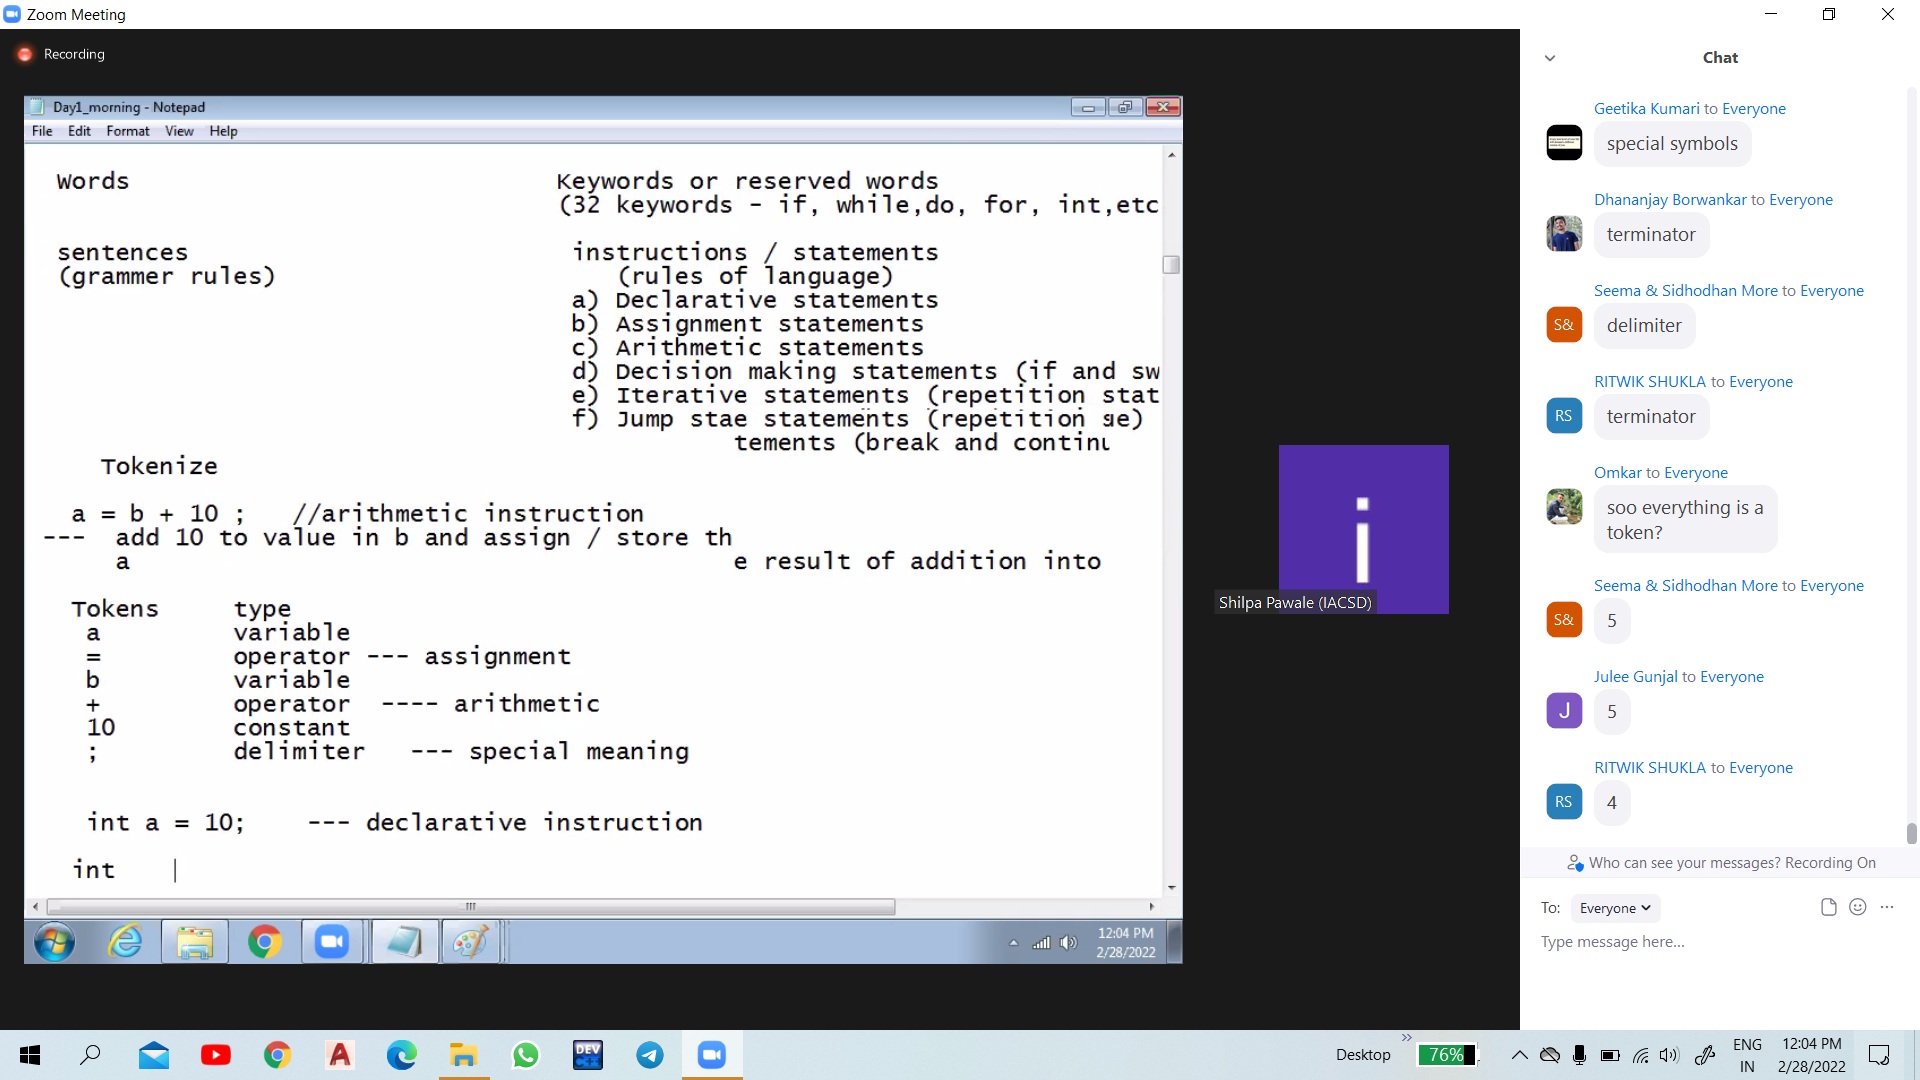 Zoom Meeting
Recording
Day1_morning - Notepad
File Edit Format View Help
Words Keywords or reserved words
(32 keywords - if, while,do, for, int,etc
sentences instructions / statements
(grammer rules) (rules of language)
a) Declarative statements
b) Assignment statements
c) Arithmetic statements
d) Decision making statements (if and sw
e) Iterative statements (repetition stat
f) Jump stae statements (repetition se)
tements (break and continu
Tokenize
a = b + 10 ; //arithmetic instruction
--- add 10 to value in b and assign / store th
a e result of addition into
Tokens type
a variable
= operator --- assignment
b variable
+ operator ---- arithmetic
10 constant
; delimiter --- special meaning
int a = 10; --- declarative instruction
int
12:04 PM
2/28/2022
i
Shilpa Pawale (IACSD)
Chat
Geetika Kumari to Everyone
special symbols
Dhananjay Borwankar to Everyone
terminator
Seema & Sidhodhan More to Everyone
S& delimiter
RITWIK SHUKLA to Everyone
RS terminator
Omkar to Everyone
soo everything is a
token?
Seema & Sidhodhan More to Everyone
S& 5
Julee Gunjal to Everyone
J 5
RITWIK SHUKLA to Everyone
RS 4
Who can see your messages? Recording On
To: Everyone
Type message here...
DEV
C++
Desktop
76%
ENG
IN
12:04 PM
2/28/2022